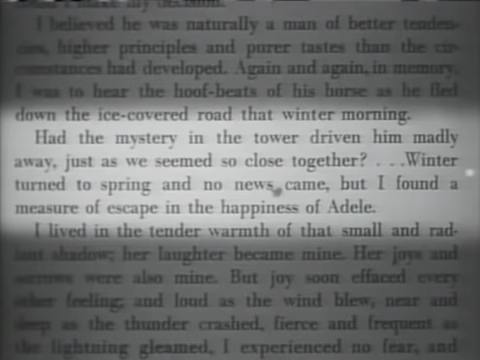 my decision.
I believed he was naturally a man of better tenden-
cies, higher principles and purer tastes than the cir-
cumstances had developed. Again and again, in memory,
I was to hear the hoof-beats of his horse as he fled
down the ice-covered road that winter morning.
Had the mystery in the tower driven him madly
away, just as we seemed so close together? . . .Winter
turned to spring and no news came, but I found a
measure of escape in the happiness of Adele.
I lived in the tender warmth of that small and rad-
iant shadow; her laughter became mine. Her joys and
sorrows were also mine. But joy soon effaced every
other feeling; and loud as the wind blew, near and
deep as the thunder crashed, fierce and frequent as
the lightning gleamed, I experienced no fear, and